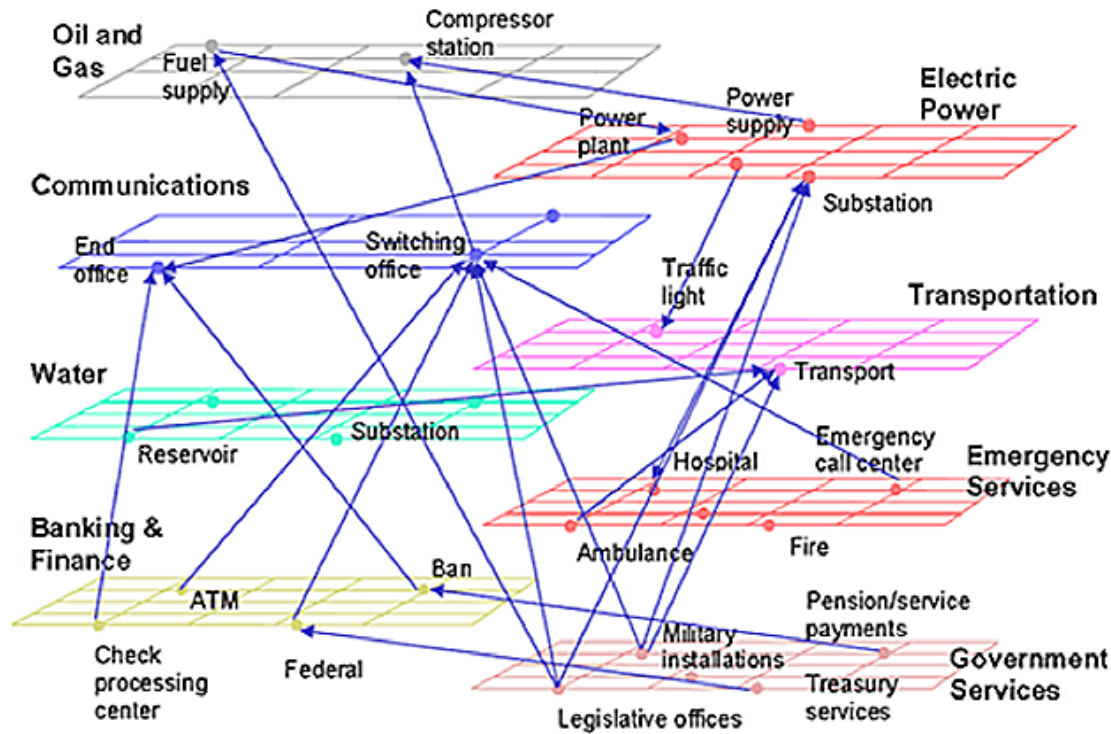 Oil and
Gas
Fuel
supply
Compressor
station
Electric
Power
Power
plant
Power
supply
Substation
Communications
End
office
Switching
office
Traffic
light
Transportation
Transport
Water
Reservoir
Substation
Hospital
Emergency
call center
Emergency
Services
Ambulance
Fire
Banking &
Finance
ATM
Ban
Check
processing
center
Federal
Pension/service
payments
Military
installations
Government
Services
Treasury
services
Legislative offices